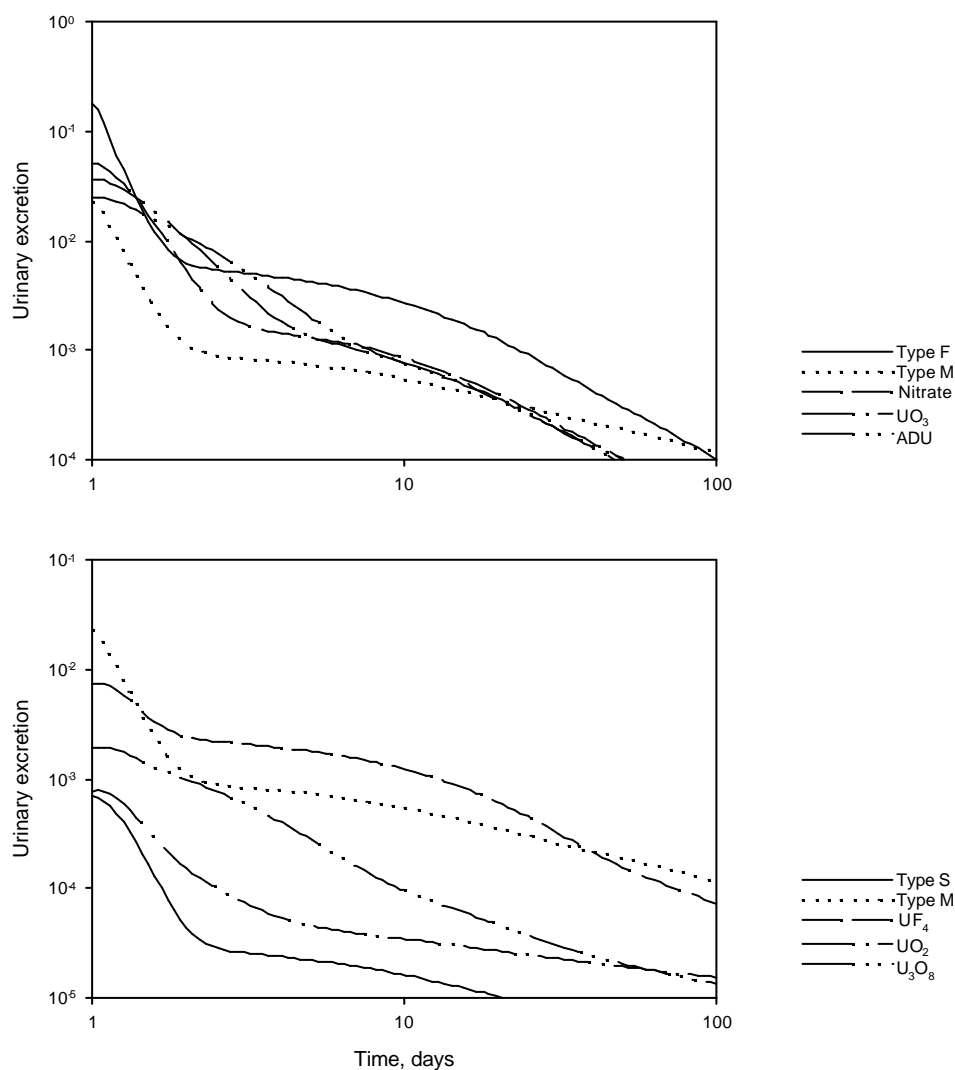 10⁰
10⁻¹
10⁻²
10⁻³
10⁴
Urinary excretion
1
10
100
Type F
Type M
Nitrate
UO₃
ADU
10⁻¹
10⁻²
10⁻³
10⁻⁴
10⁻⁵
Urinary excretion
1
10
100
Time, days
Type S
Type M
UF₄
UO₂
U₃O₈